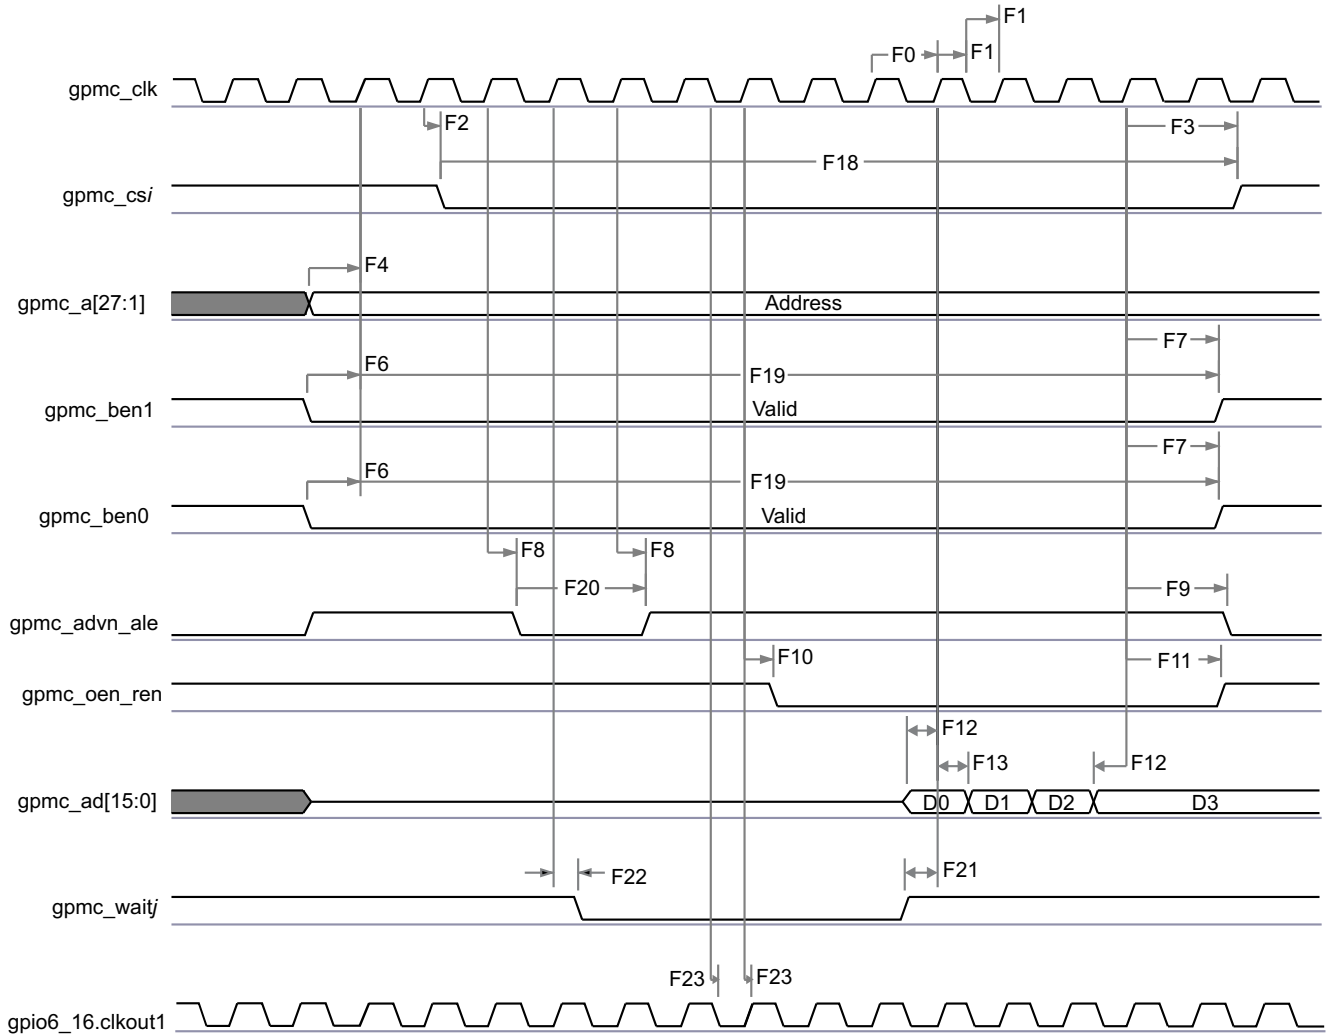 F1
F0 F1
gpmc_clk
F2 F3
F18
gpmc_csi
F4
gpmc_a[27:1] Address
F7
F6 F19
gpmc_ben1 Valid
F7
F6 F19
gpmc_ben0 Valid
F8 F8
F20 F9
gpmc_advn_ale
F10 F11
gpmc_oen_ren
F12
F13 F12
gpmc_ad[15:0] D0 D1 D2 D3
F22 F21
gpmc_waitj
F23 F23
gpio6_16.clkout1